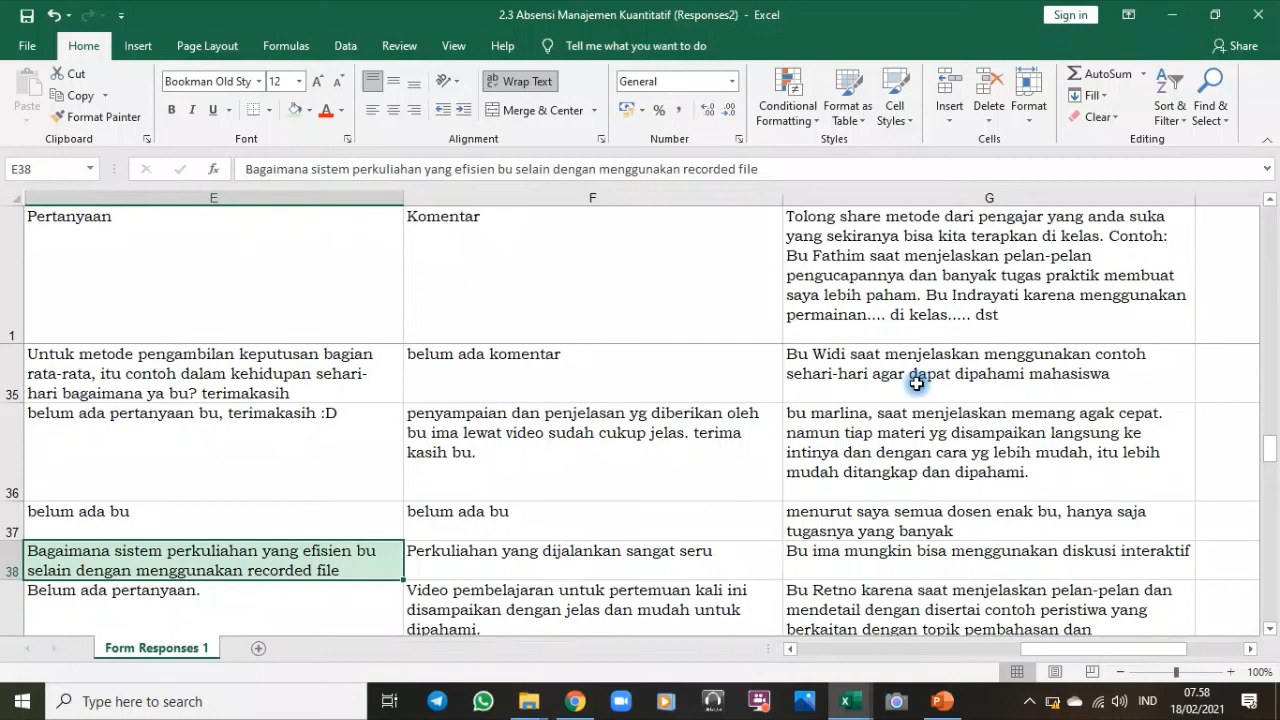 2.3 Absensi Manajemen Kuantitatif (Responses2) - Excel
Sign in
File
Home
Insert
Page Layout
Formulas
Data
Review
View
Help
Tell me what you want to do
Share
Paste
Cut
Copy
Format Painter
Clipboard
Bookman Old Sty
12
B I U
Font
Wrap Text
Merge & Center
Alignment
General
Number
Conditional
Formatting
Format as
Table
Cell
Styles
Styles
Insert
Delete
Format
Cells
AutoSum
Fill
Clear
Sort &
Filter
Find &
Select
Editing
E38
fx
Bagaimana sistem perkuliahan yang efisien bu selain dengan menggunakan recorded file
E
F
G
1
Pertanyaan
Komentar
Tolong share metode dari pengajar yang anda suka
yang sekiranya bisa kita terapkan di kelas. Contoh:
Bu Fathim saat menjelaskan pelan-pelan
pengucapannya dan banyak tugas praktik membuat
saya lebih paham. Bu Indrayati karena menggunakan
permainan.... di kelas..... dst
35
Untuk metode pengambilan keputusan bagian
rata-rata, itu contoh dalam kehidupan sehari-
hari bagaimana ya bu? terimakasih
belum ada komentar
Bu Widi saat menjelaskan menggunakan contoh
sehari-hari agar dapat dipahami mahasiswa
36
belum ada pertanyaan bu, terimakasih :D
penyampaian dan penjelasan yg diberikan oleh
bu ima lewat video sudah cukup jelas. terima
kasih bu.
bu marlina, saat menjelaskan memang agak cepat.
namun tiap materi yg disampaikan langsung ke
intinya dan dengan cara yg lebih mudah, itu lebih
mudah ditangkap dan dipahami.
37
belum ada bu
belum ada bu
menurut saya semua dosen enak bu, hanya saja
tugasnya yang banyak
38
Bagaimana sistem perkuliahan yang efisien bu
selain dengan menggunakan recorded file
Perkuliahan yang dijalankan sangat seru
Bu ima mungkin bisa menggunakan diskusi interaktif
Belum ada pertanyaan.
Video pembelajaran untuk pertemuan kali ini
disampaikan dengan jelas dan mudah untuk
dipahami.
Bu Retno karena saat menjelaskan pelan-pelan dan
mendetail dengan disertai contoh peristiwa yang
berkaitan dengan topik pembahasan dan
Form Responses 1
100%
Type here to search
IND
07.58
18/02/2021